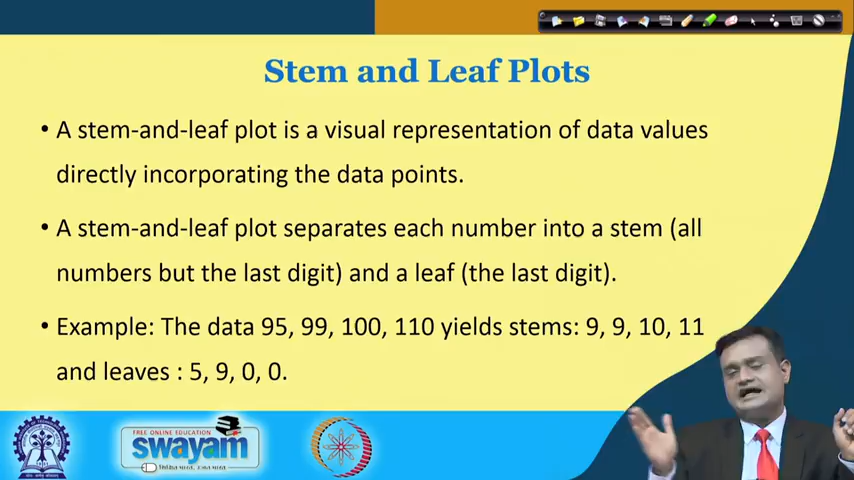 Stem and Leaf Plots
• A stem-and-leaf plot is a visual representation of data values
directly incorporating the data points.
• A stem-and-leaf plot separates each number into a stem (all
numbers but the last digit) and a leaf (the last digit).
• Example: The data 95, 99, 100, 110 yields stems: 9, 9, 10, 11
and leaves : 5, 9, 0, 0.
FREE ONLINE EDUCATION
swayam